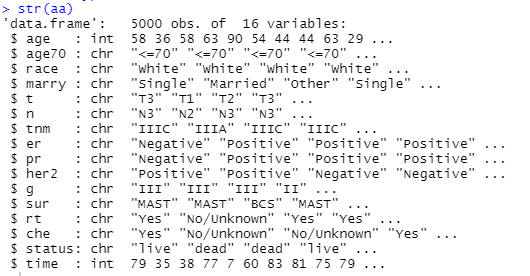 > str(aa)
'data.frame':   5000 obs. of  16 variables:
 $ age   : int  58 36 58 63 90 54 44 44 63 29 ...
 $ age70 : chr  "<=70" "<=70" "<=70" "<=70" ...
 $ race  : chr  "White" "White" "White" "White" ...
 $ marry : chr  "Single" "Married" "Other" "Single" ...
 $ t     : chr  "T3" "T1" "T2" "T3" ...
 $ n     : chr  "N3" "N2" "N3" "N3" ...
 $ tnm   : chr  "IIIC" "IIIA" "IIIC" "IIIC" ...
 $ er    : chr  "Negative" "Positive" "Positive" "Positive" ...
 $ pr    : chr  "Negative" "Positive" "Positive" "Positive" ...
 $ her2  : chr  "Positive" "Positive" "Negative" "Negative" ...
 $ g     : chr  "III" "III" "III" "II" ...
 $ sur   : chr  "MAST" "MAST" "BCS" "MAST" ...
 $ rt    : chr  "Yes" "No/Unknown" "Yes" "Yes" ...
 $ che   : chr  "Yes" "No/Unknown" "No/Unknown" "Yes" ...
 $ status: chr  "live" "dead" "dead" "live" ...
 $ time  : int  79 35 38 77 7 60 83 81 75 79 ...